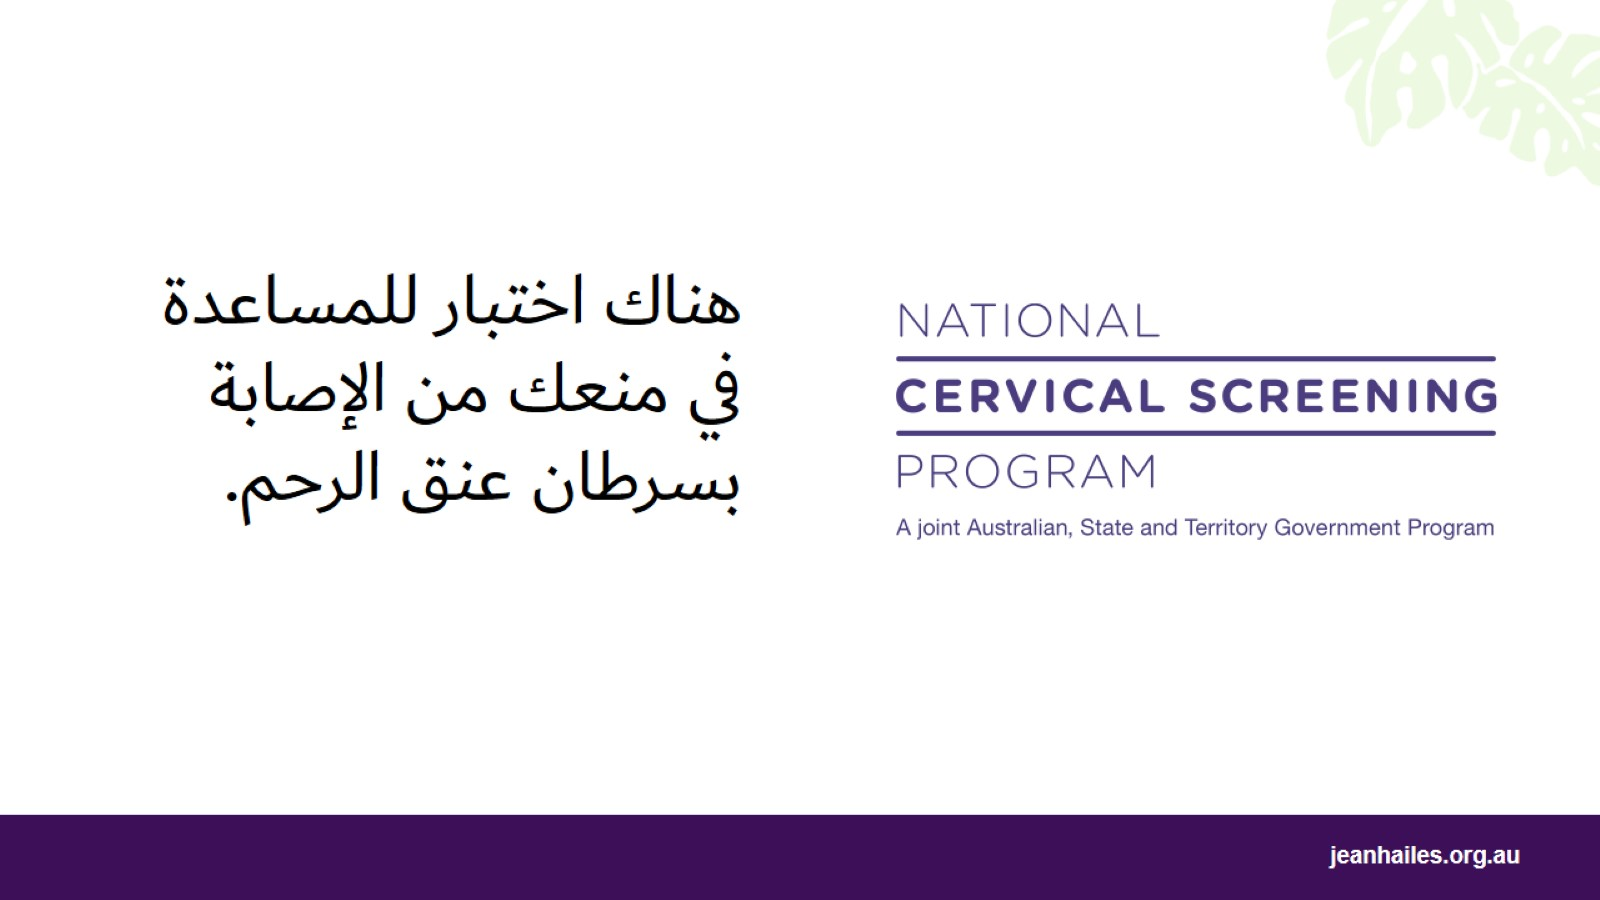 هناك اختبار للمساعدة
في منعك من الإصابة
بسرطان عنق الرحم.
NATIONAL
CERVICAL SCREENING
PROGRAM
A joint Australian, State and Territory Government Program
jeanhailes.org.au